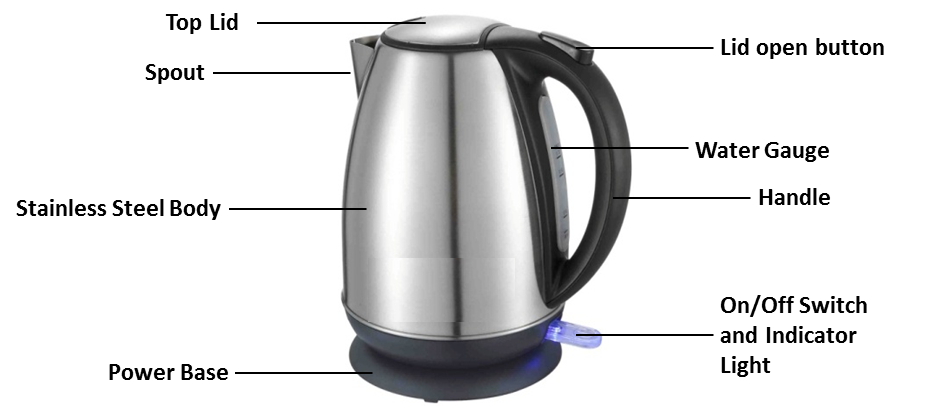 Top Lid
Lid open button
Spout
Water Gauge
Handle
Stainless Steel Body
On/Off Switch
and Indicator
Light
Power Base